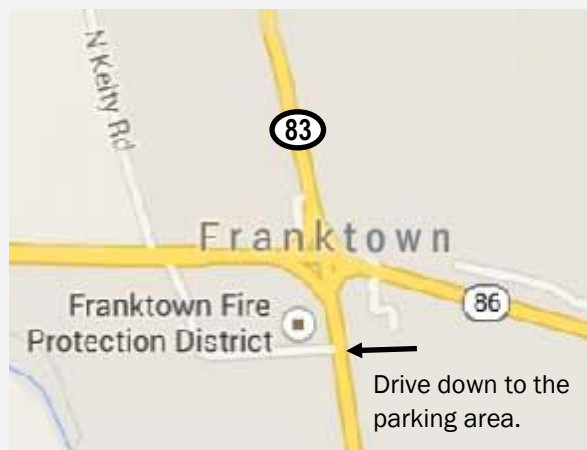 N Kelty Rd
83
Franktown
Franktown Fire
Protection District
86
Drive down to the
parking area.